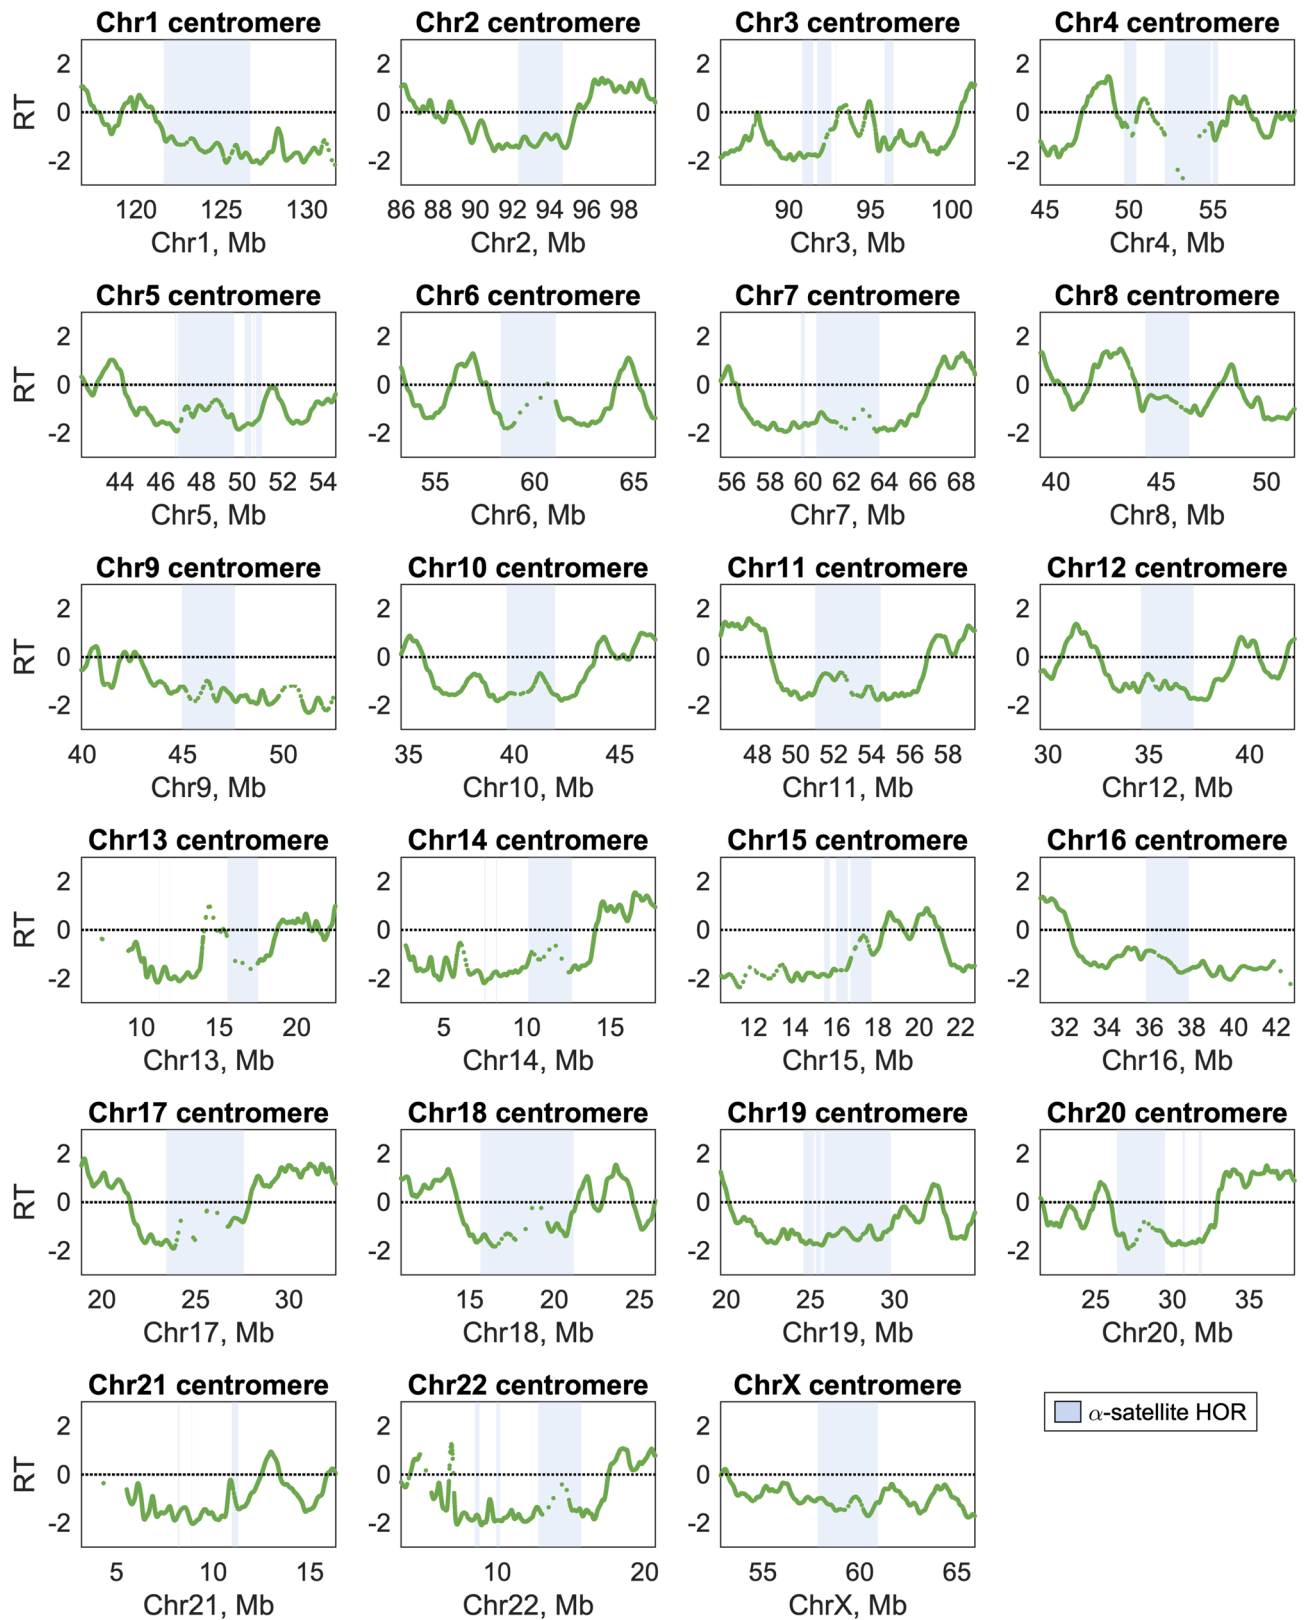 Chr1 centromere
Chr2 centromere
Chr3 centromere
Chr4 centromere
RT
2
0
-2
2
0
-2
2
0
-2
2
0
-2
120 125 130
86 88 90 92 94 96 98
90 95 100
45 50 55
Chr1, Mb
Chr2, Mb
Chr3, Mb
Chr4, Mb
Chr5 centromere
Chr6 centromere
Chr7 centromere
Chr8 centromere
RT
2
0
-2
2
0
-2
2
0
-2
2
0
-2
44 46 48 50 52 54
55 60 65
56 58 60 62 64 66 68
40 45 50
Chr5, Mb
Chr6, Mb
Chr7, Mb
Chr8, Mb
Chr9 centromere
Chr10 centromere
Chr11 centromere
Chr12 centromere
RT
2
0
-2
2
0
-2
2
0
-2
2
0
-2
40 45 50
35 40 45
48 50 52 54 56 58
30 35 40
Chr9, Mb
Chr10, Mb
Chr11, Mb
Chr12, Mb
Chr13 centromere
Chr14 centromere
Chr15 centromere
Chr16 centromere
RT
2
0
-2
2
0
-2
2
0
-2
2
0
-2
10 15 20
5 10 15
12 14 16 18 20 22
32 34 36 38 40 42
Chr13, Mb
Chr14, Mb
Chr15, Mb
Chr16, Mb
Chr17 centromere
Chr18 centromere
Chr19 centromere
Chr20 centromere
RT
2
0
-2
2
0
-2
2
0
-2
2
0
-2
20 25 30
15 20 25
20 25 30 35
25 30 35
Chr17, Mb
Chr18, Mb
Chr19, Mb
Chr20, Mb
Chr21 centromere
Chr22 centromere
ChrX centromere
RT
2
0
-2
2
0
-2
2
0
-2
α-satellite HOR
5 10 15
10 20
55 60 65
Chr21, Mb
Chr22, Mb
ChrX, Mb